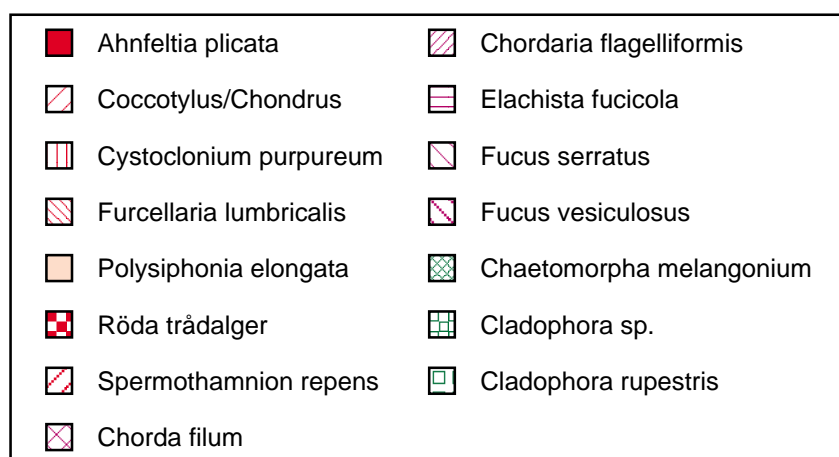 Ahnfeltia plicata
Coccotylus/Chondrus
Cystoclonium purpureum
Furcellaria lumbricalis
Polysiphonia elongata
Röda trådalger
Spermothamnion repens
Chorda filum
Chordaria flagelliformis
Elachista fucicola
Fucus serratus
Fucus vesiculosus
Chaetomorpha melangonium
Cladophora sp.
Cladophora rupestris